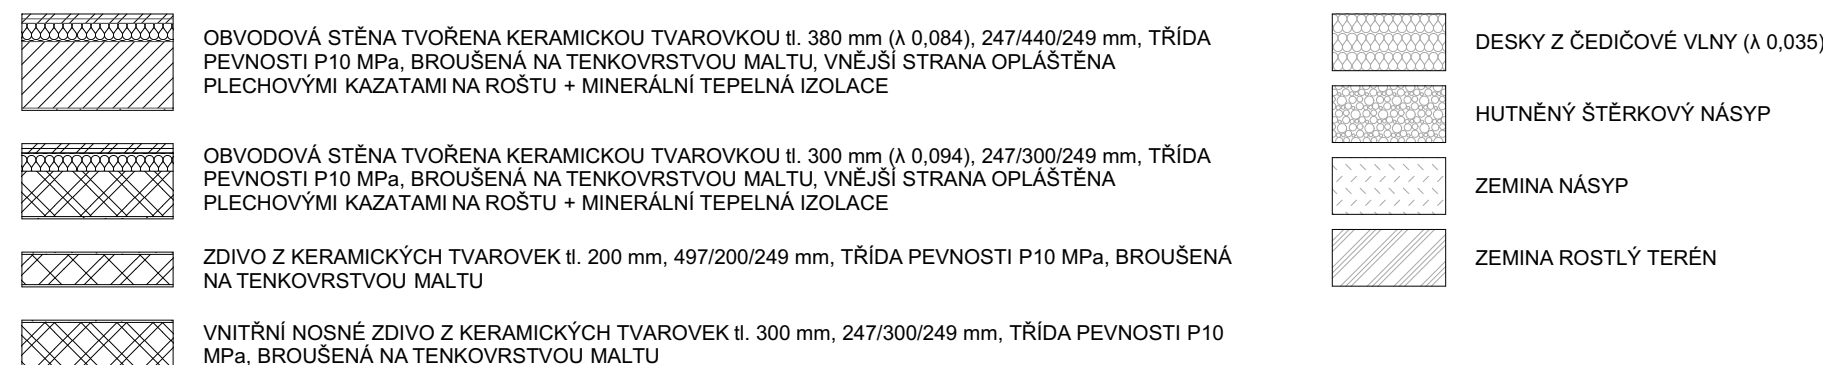 OBVODOVÁ STĚNA TVOŘENA KERAMICKOU TVAROVKOU tl. 380 mm (λ 0,084), 247/440/249 mm, TŘÍDA
PEVNOSTI P10 MPa, BROUŠENÁ NA TENKOVRSTVOU MALTU, VNĚJŠÍ STRANA OPLÁŠTĚNA
PLECHOVÝMI KAZATAMI NA ROŠTU + MINERÁLNÍ TEPELNÁ IZOLACE
OBVODOVÁ STĚNA TVOŘENA KERAMICKOU TVAROVKOU tl. 300 mm (λ 0,094), 247/300/249 mm, TŘÍDA
PEVNOSTI P10 MPa, BROUŠENÁ NA TENKOVRSTVOU MALTU, VNĚJŠÍ STRANA OPLÁŠTĚNA
PLECHOVÝMI KAZATAMI NA ROŠTU + MINERÁLNÍ TEPELNÁ IZOLACE
ZDIVO Z KERAMICKÝCH TVAROVEK tl. 200 mm, 497/200/249 mm, TŘÍDA PEVNOSTI P10 MPa, BROUŠENÁ
NA TENKOVRSTVOU MALTU
VNITŘNÍ NOSNÉ ZDIVO Z KERAMICKÝCH TVAROVEK tl. 300 mm, 247/300/249 mm, TŘÍDA PEVNOSTI P10
MPa, BROUŠENÁ NA TENKOVRSTVOU MALTU
DESKY Z ČEDIČOVÉ VLNY (λ 0,035)
HUTNĚNÝ ŠTĚRKOVÝ NÁSYP
ZEMINA NÁSYP
ZEMINA ROSTLÝ TERÉN